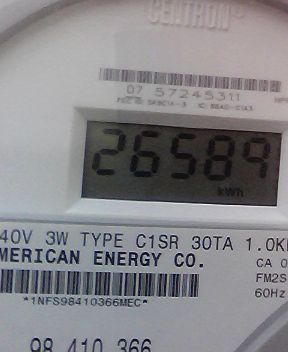 CENTRON®
07 57245311
26589
kWh
40V 3W TYPE C1SR 30TA 1.0K
MERICAN ENERGY CO.
CA 0
FM2S
60Hz
*1NFS98410366MEC*
98 410 366